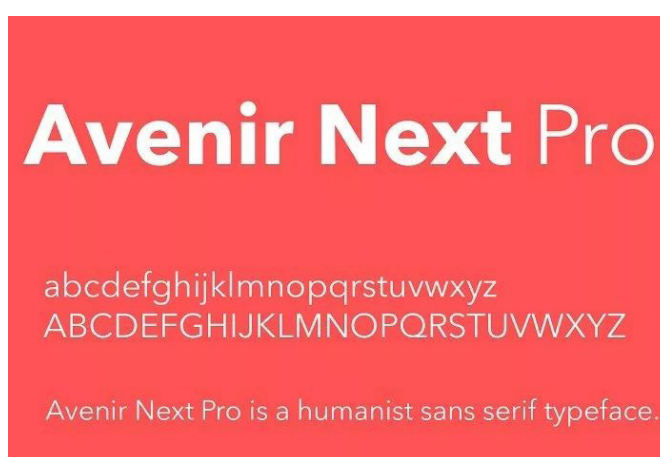 Avenir Next Pro
abcdefghijklmnopqrstuvwxyz
ABCDEFGHIJKLMNOPQRSTUVWXYZ
Avenir Next Pro is a humanist sans serif typeface.